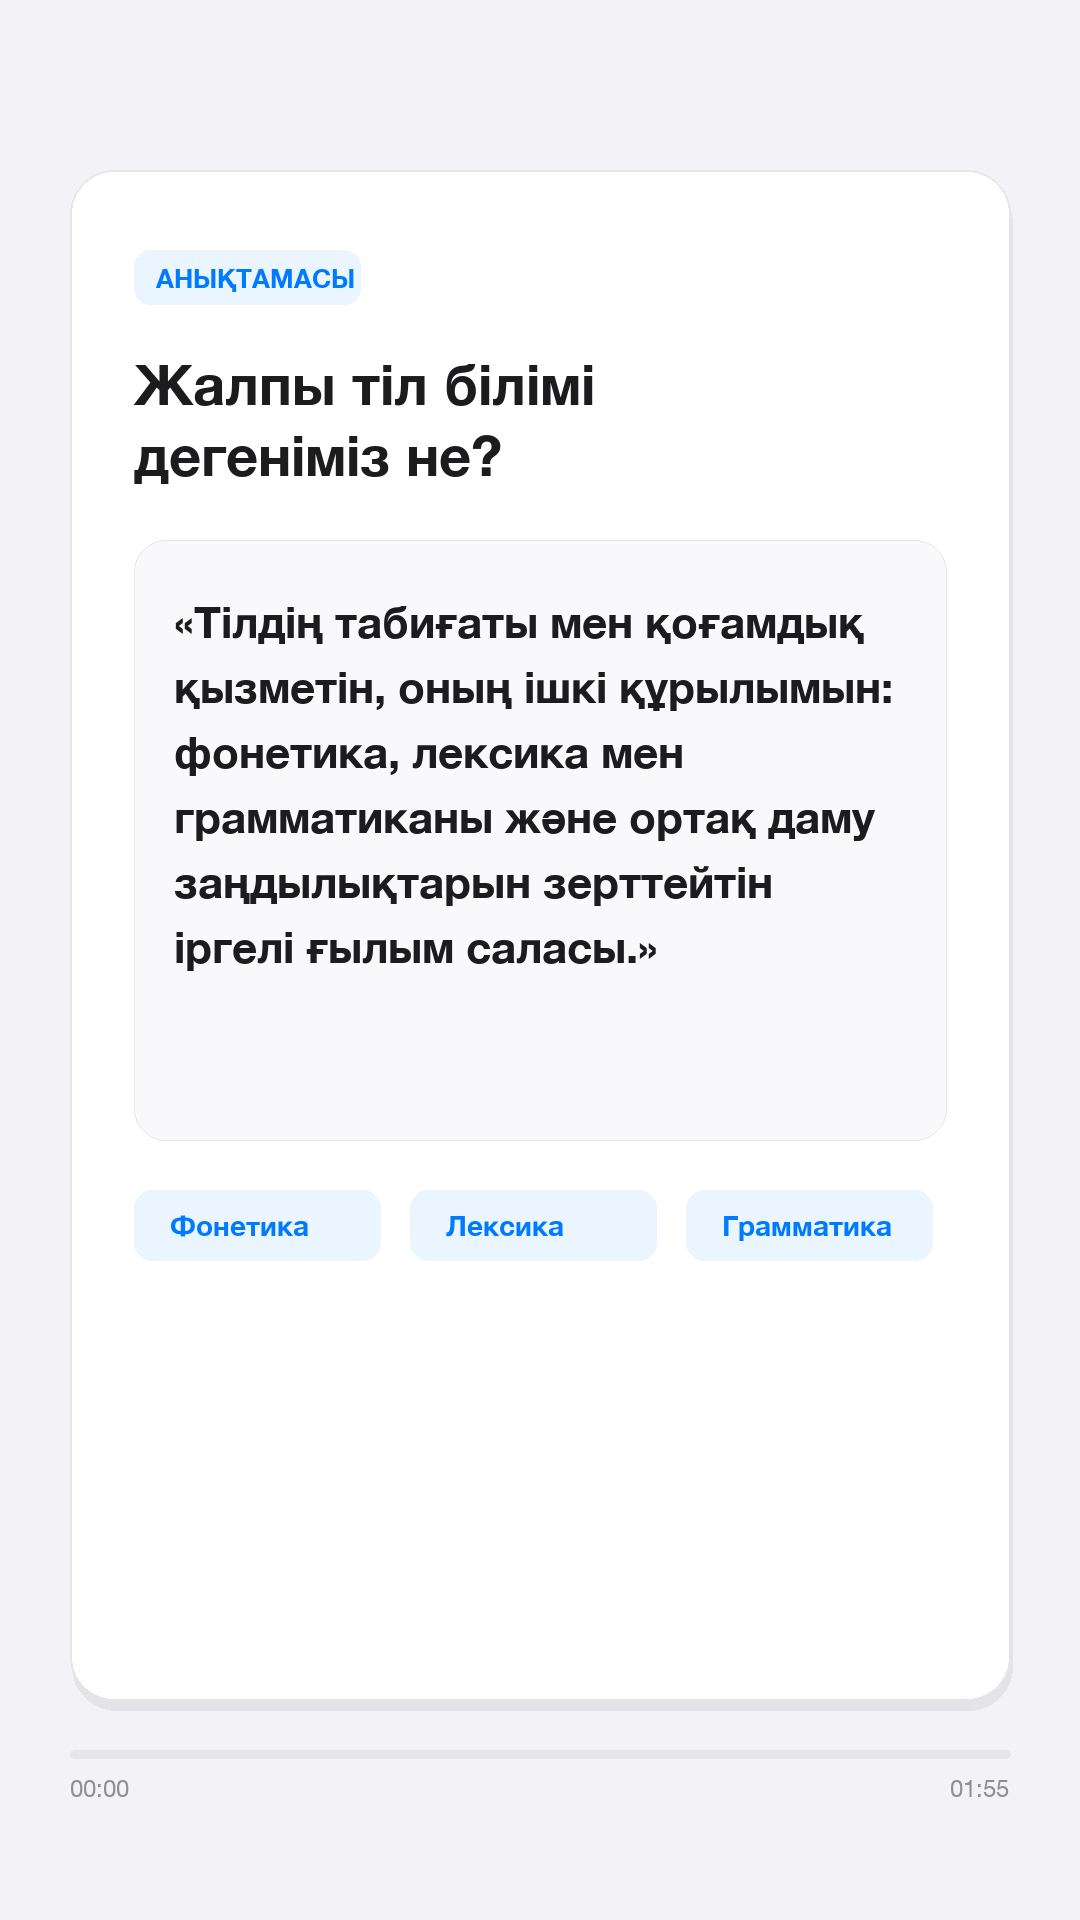 АНЫҚТАМАСЫ
Жалпы тіл білімі
дегеніміз не?
«Тілдің табиғаты мен қоғамдық
қызметін, оның ішкі құрылымын:
фонетика, лексика мен
грамматиканы және ортақ даму
заңдылықтарын зерттейтін
іргелі ғылым саласы.»
Фонетика Лексика Грамматика
00:00 01:55